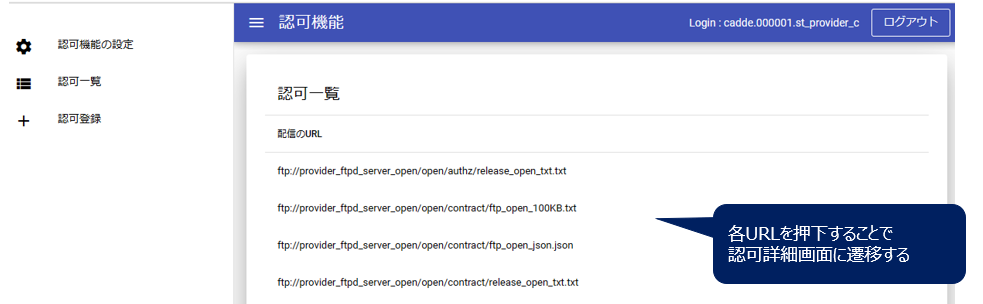 認可機能の設定
認可一覧
認可登録
認可機能
Login : cadde.000001.st_provider_c
ログアウト
認可一覧
配信のURL
ftp://provider_ftpd_server_open/open/authz/release_open_txt.txt
ftp://provider_ftpd_server_open/open/contract/ftp_open_100KB.txt
ftp://provider_ftpd_server_open/open/contract/ftp_open_json.json
ftp://provider_ftpd_server_open/open/contract/release_open_txt.txt
各URLを押下することで
認可詳細画面に遷移する